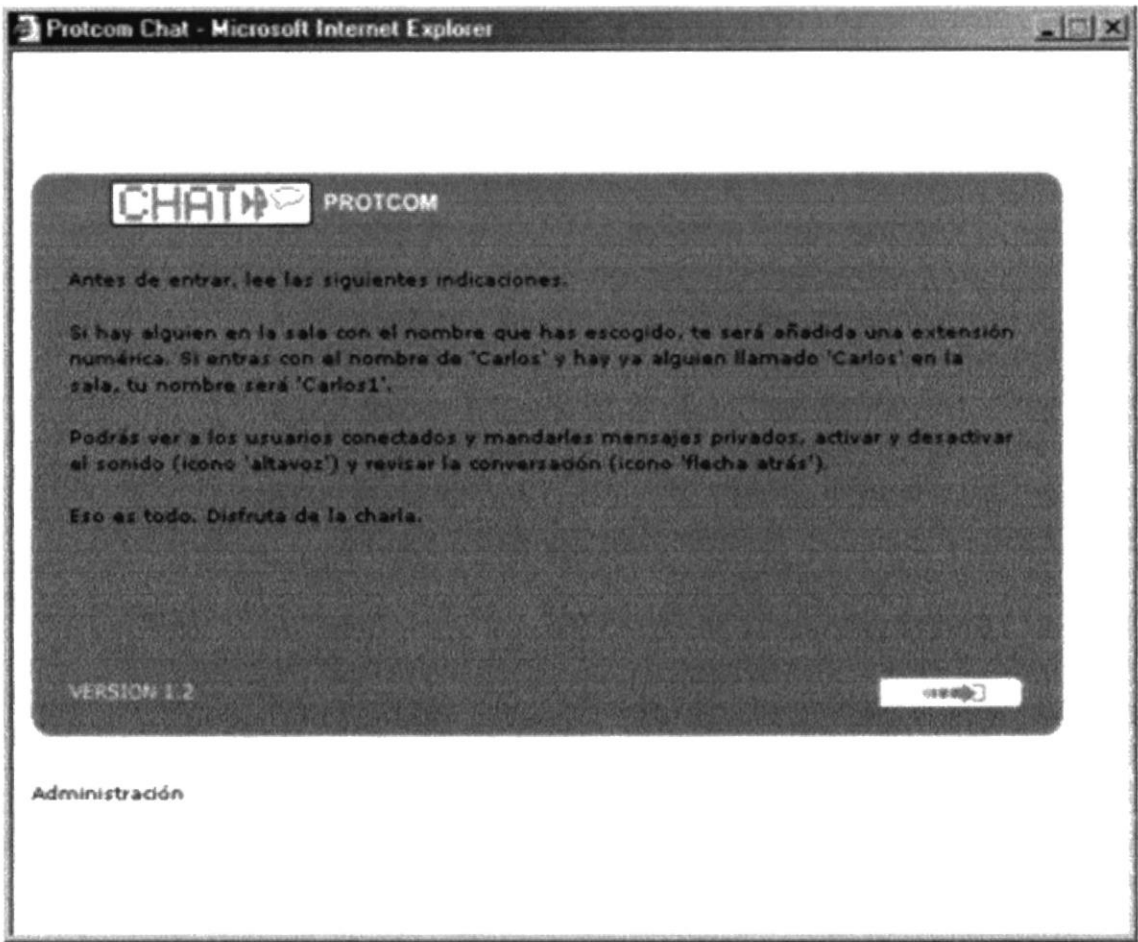 Protcom Chat - Microsoft Internet Explorer
CHAT PROTCOM
Antes de entrar, lee las siguientes indicaciones.
Si hay alguien en la sala con el nombre que has escogido, te será añadida una extensión
numérica. Si entras con el nombre de 'Carlos' y hay ya alguien llamado 'Carlos' en la
sala, tu nombre será 'Carlos1'.
Podrás ver a los usuarios conectados y mandarles mensajes privados, activar y desactivar
el sonido (icono 'altavoz') y revisar la conversación (icono 'flecha atrás').
Eso es todo. Disfruta de la charla.
VERSION 1.2
Administración